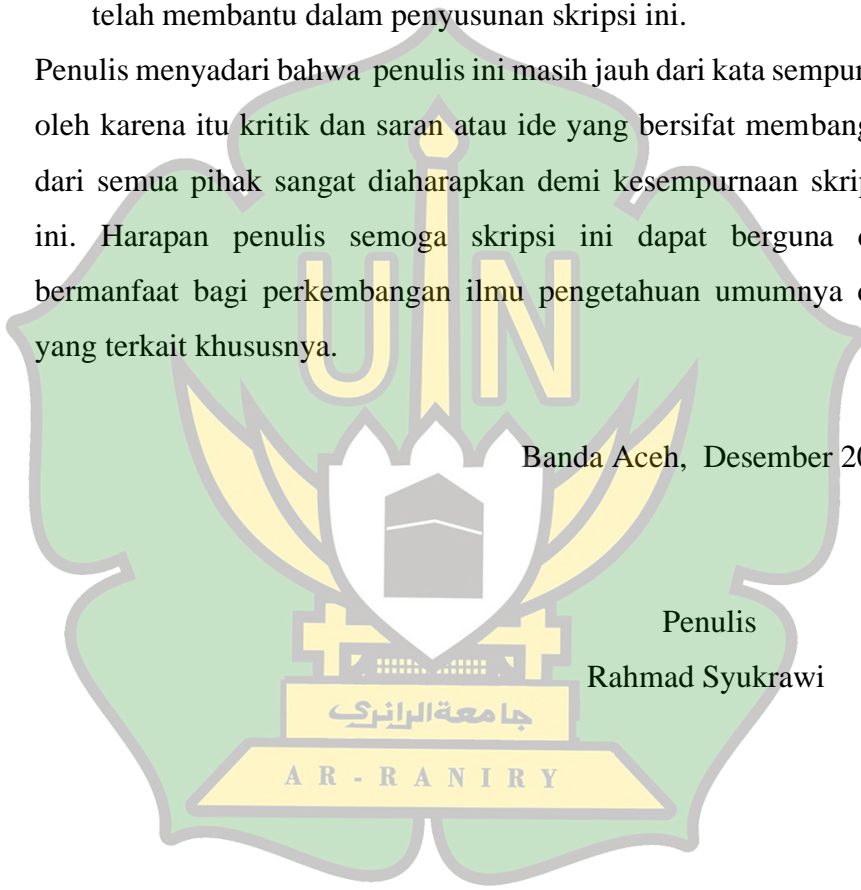 telah membantu dalam penyusunan skripsi ini.
Penulis menyadari bahwa penulis ini masih jauh dari kata sempur
oleh karena itu kritik dan saran atau ide yang bersifat membang
dari semua pihak sangat diaharapkan demi kesempurnaan skrip
ini. Harapan penulis semoga skripsi ini dapat berguna
bermanfaat bagi perkembangan ilmu pengetahuan umumnya
yang terkait khususnya.
UIN
Banda Aceh, Desember 20
Penulis
Rahmad Syukrawi
جامعة الرانري
AR-RANIRY